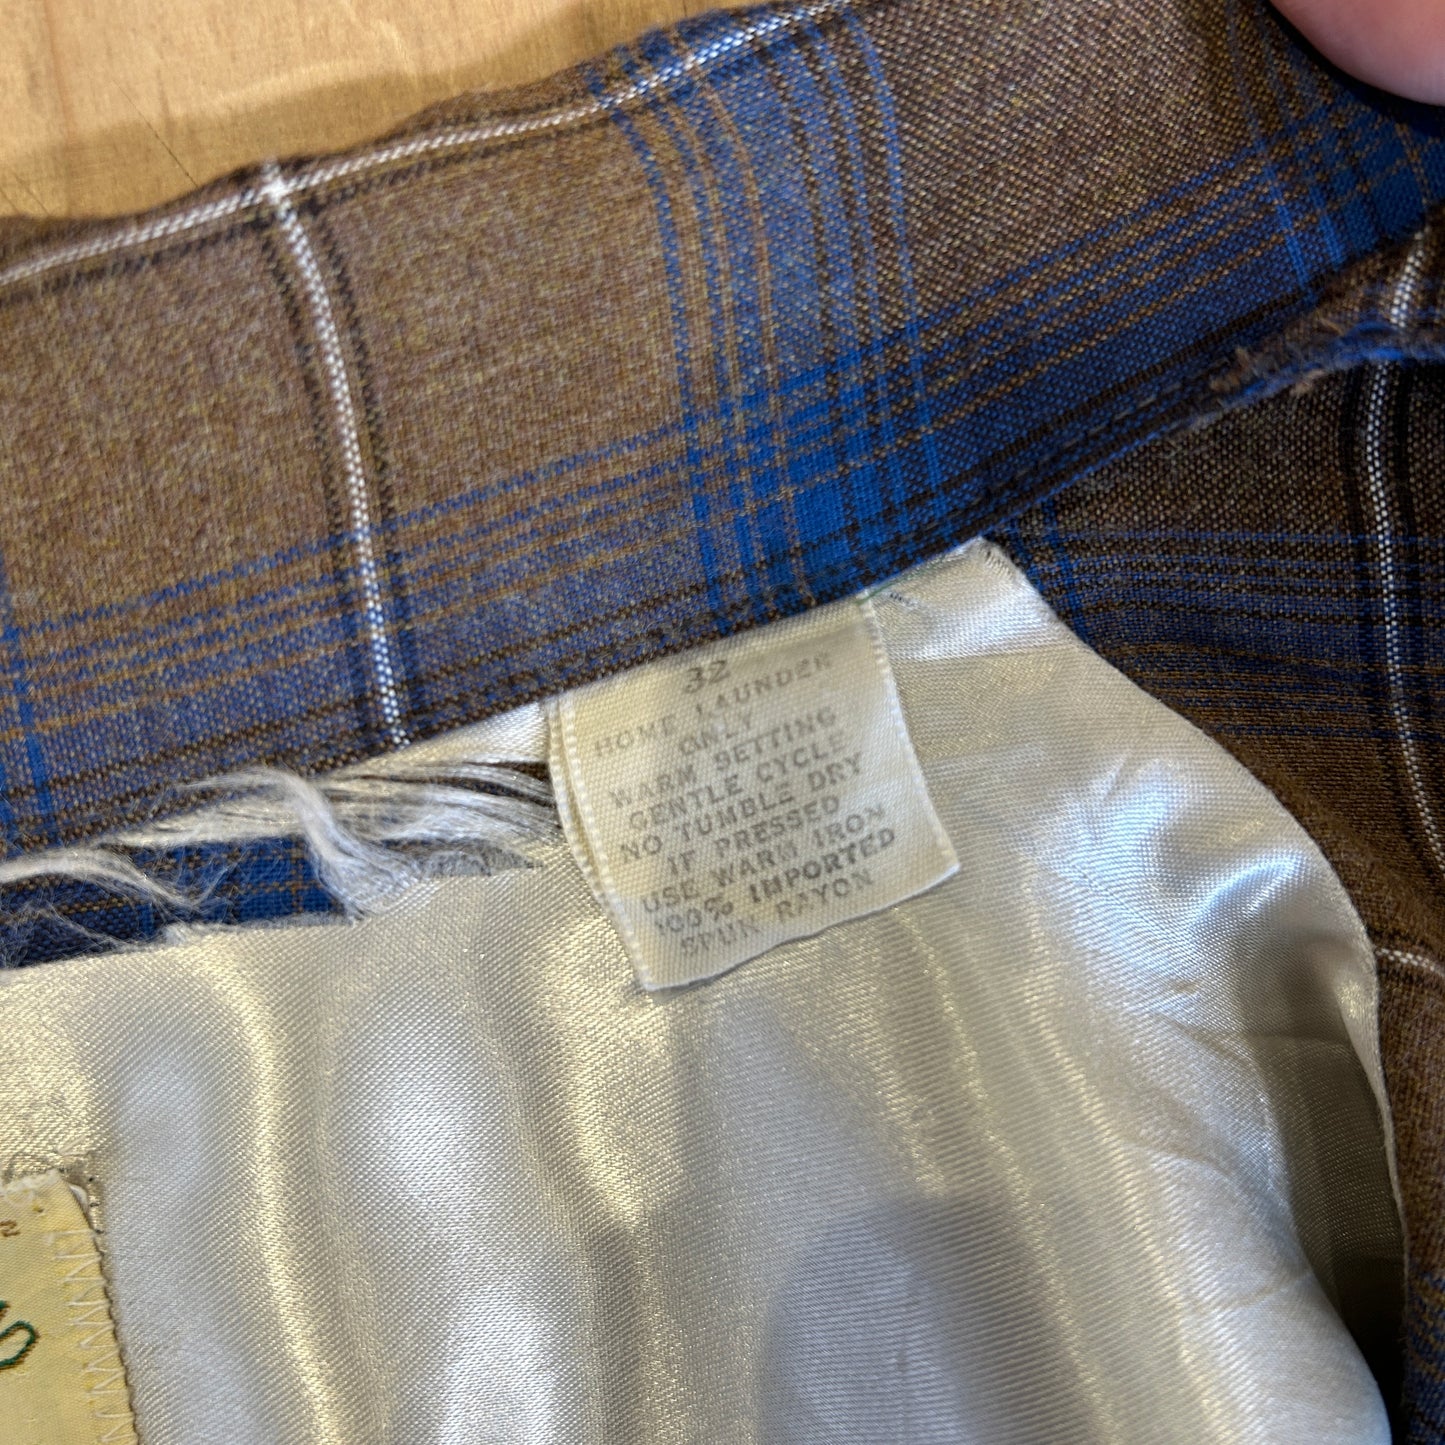 32
HOME LAUNDER
ONLY
WARM SETTING
GENTLE CYCLE
NO TUMBLE DRY
IF PRESSED
USE WARM IRON
100% IMPORTED
SPUN RAYON